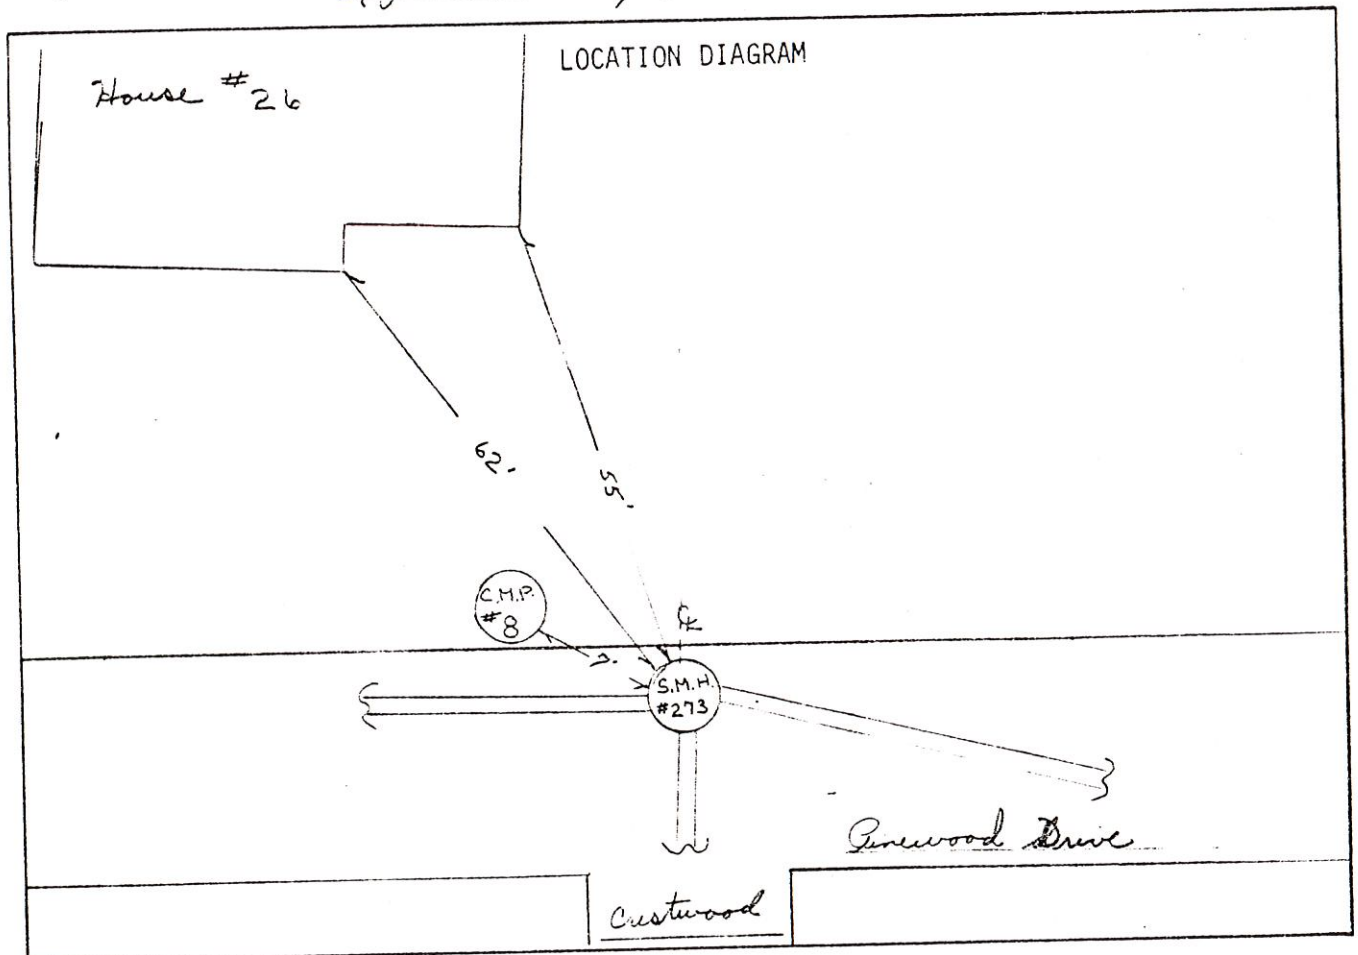 LOCATION DIAGRAM
House #26
62'
55'
C.M.P.
#8
℄
S.M.H.
#273
Pinewood Drive
Crestwood